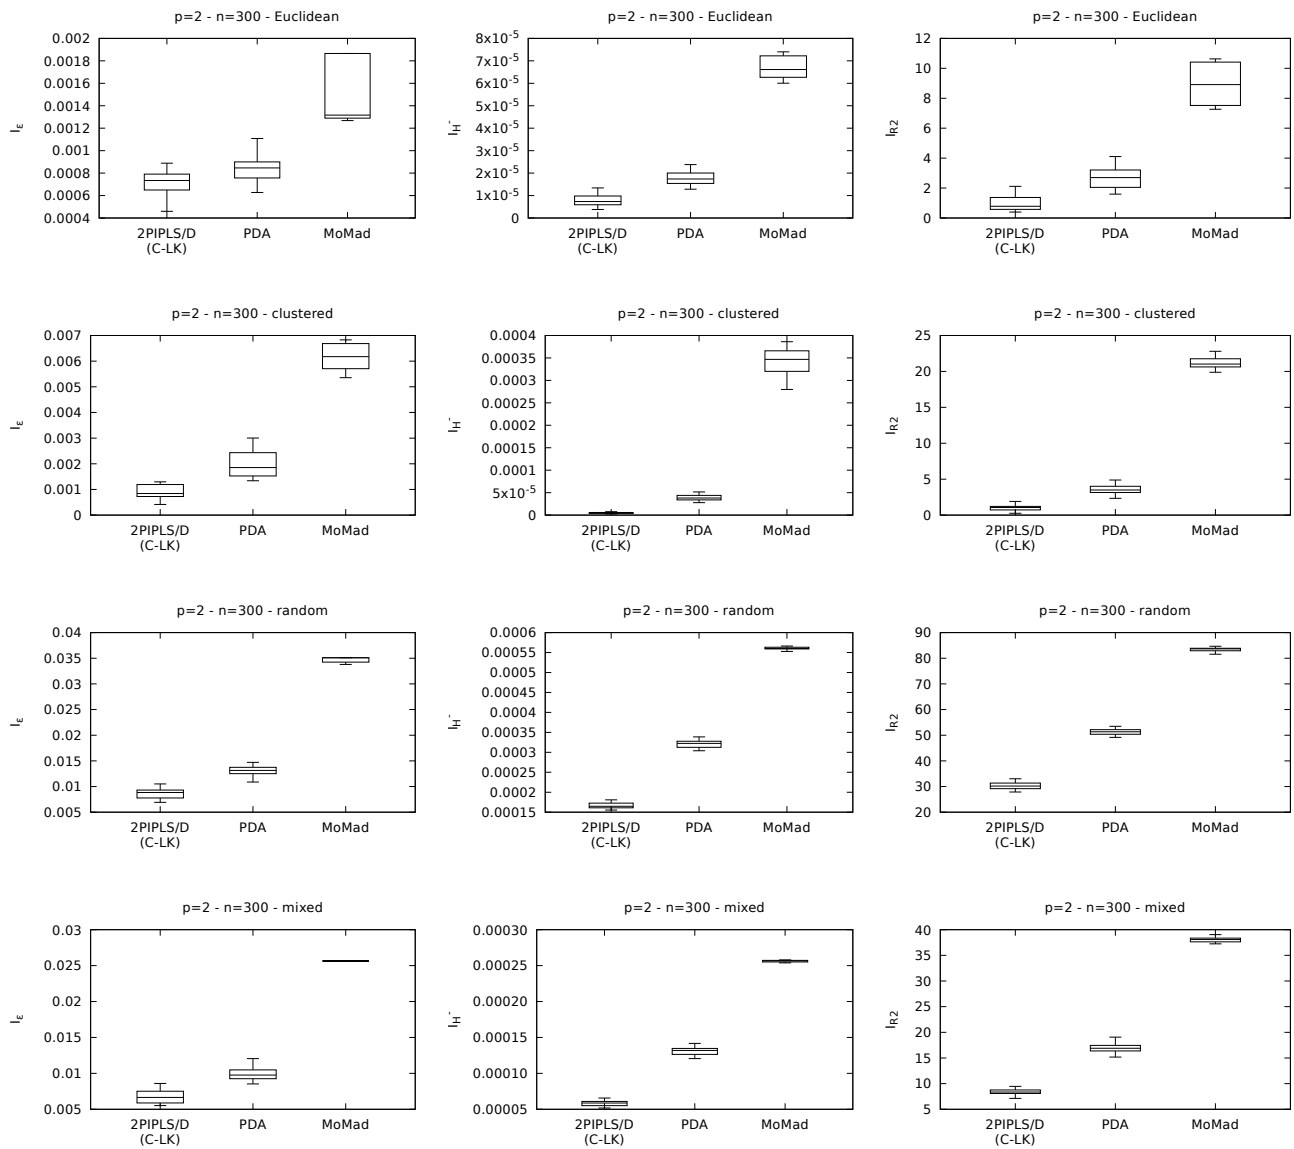 p=2 - n=300 - Euclidean
0.002
0.0018
0.0016
0.0014
0.0012
0.001
0.0008
0.0006
0.0004
Iε
2PIPLS/D
(C-LK)
PDA
MoMad
p=2 - n=300 - Euclidean
8x10-5
7x10-5
6x10-5
5x10-5
4x10-5
3x10-5
2x10-5
1x10-5
0
IH-
2PIPLS/D
(C-LK)
PDA
MoMad
p=2 - n=300 - Euclidean
12
10
8
6
4
2
0
IR2
2PIPLS/D
(C-LK)
PDA
MoMad
p=2 - n=300 - clustered
0.007
0.006
0.005
0.004
0.003
0.002
0.001
0
Iε
2PIPLS/D
(C-LK)
PDA
MoMad
p=2 - n=300 - clustered
0.0004
0.00035
0.0003
0.00025
0.0002
0.00015
0.0001
5x10-5
0
IH-
2PIPLS/D
(C-LK)
PDA
MoMad
p=2 - n=300 - clustered
25
20
15
10
5
0
IR2
2PIPLS/D
(C-LK)
PDA
MoMad
p=2 - n=300 - random
0.04
0.035
0.03
0.025
0.02
0.015
0.01
0.005
Iε
2PIPLS/D
(C-LK)
PDA
MoMad
p=2 - n=300 - random
0.0006
0.00055
0.0005
0.00045
0.0004
0.00035
0.0003
0.00025
0.0002
0.00015
IH-
2PIPLS/D
(C-LK)
PDA
MoMad
p=2 - n=300 - random
90
80
70
60
50
40
30
20
IR2
2PIPLS/D
(C-LK)
PDA
MoMad
p=2 - n=300 - mixed
0.03
0.025
0.02
0.015
0.01
0.005
Iε
2PIPLS/D
(C-LK)
PDA
MoMad
p=2 - n=300 - mixed
0.00030
0.00025
0.00020
0.00015
0.00010
0.00005
IH-
2PIPLS/D
(C-LK)
PDA
MoMad
p=2 - n=300 - mixed
40
35
30
25
20
15
10
5
IR2
2PIPLS/D
(C-LK)
PDA
MoMad